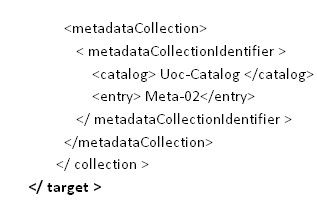 <metadataCollection>
< metadataCollectionIdentifier >
<catalog> Uoc-Catalog </catalog>
<entry> Meta-02</entry>
</ metadataCollectionIdentifier >
</metadataCollection>
</ collection >
</ target >